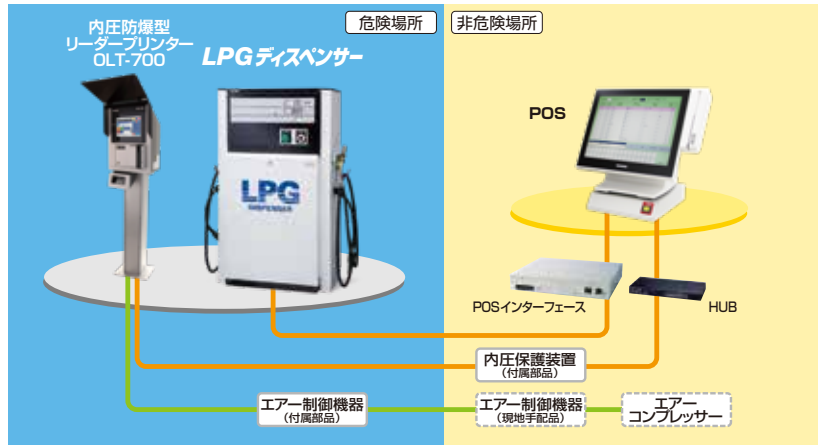 危険場所
非危険場所
内圧防爆型
リーダープリンター
OLT-700
LPGディスペンサー
POS
LPG
DISPENSER
POSインターフェース
HUB
内圧保護装置
(付属部品)
エアー制御機器
(付属部品)
エアー制御機器
(現地手配品)
エアー
コンプレッサー